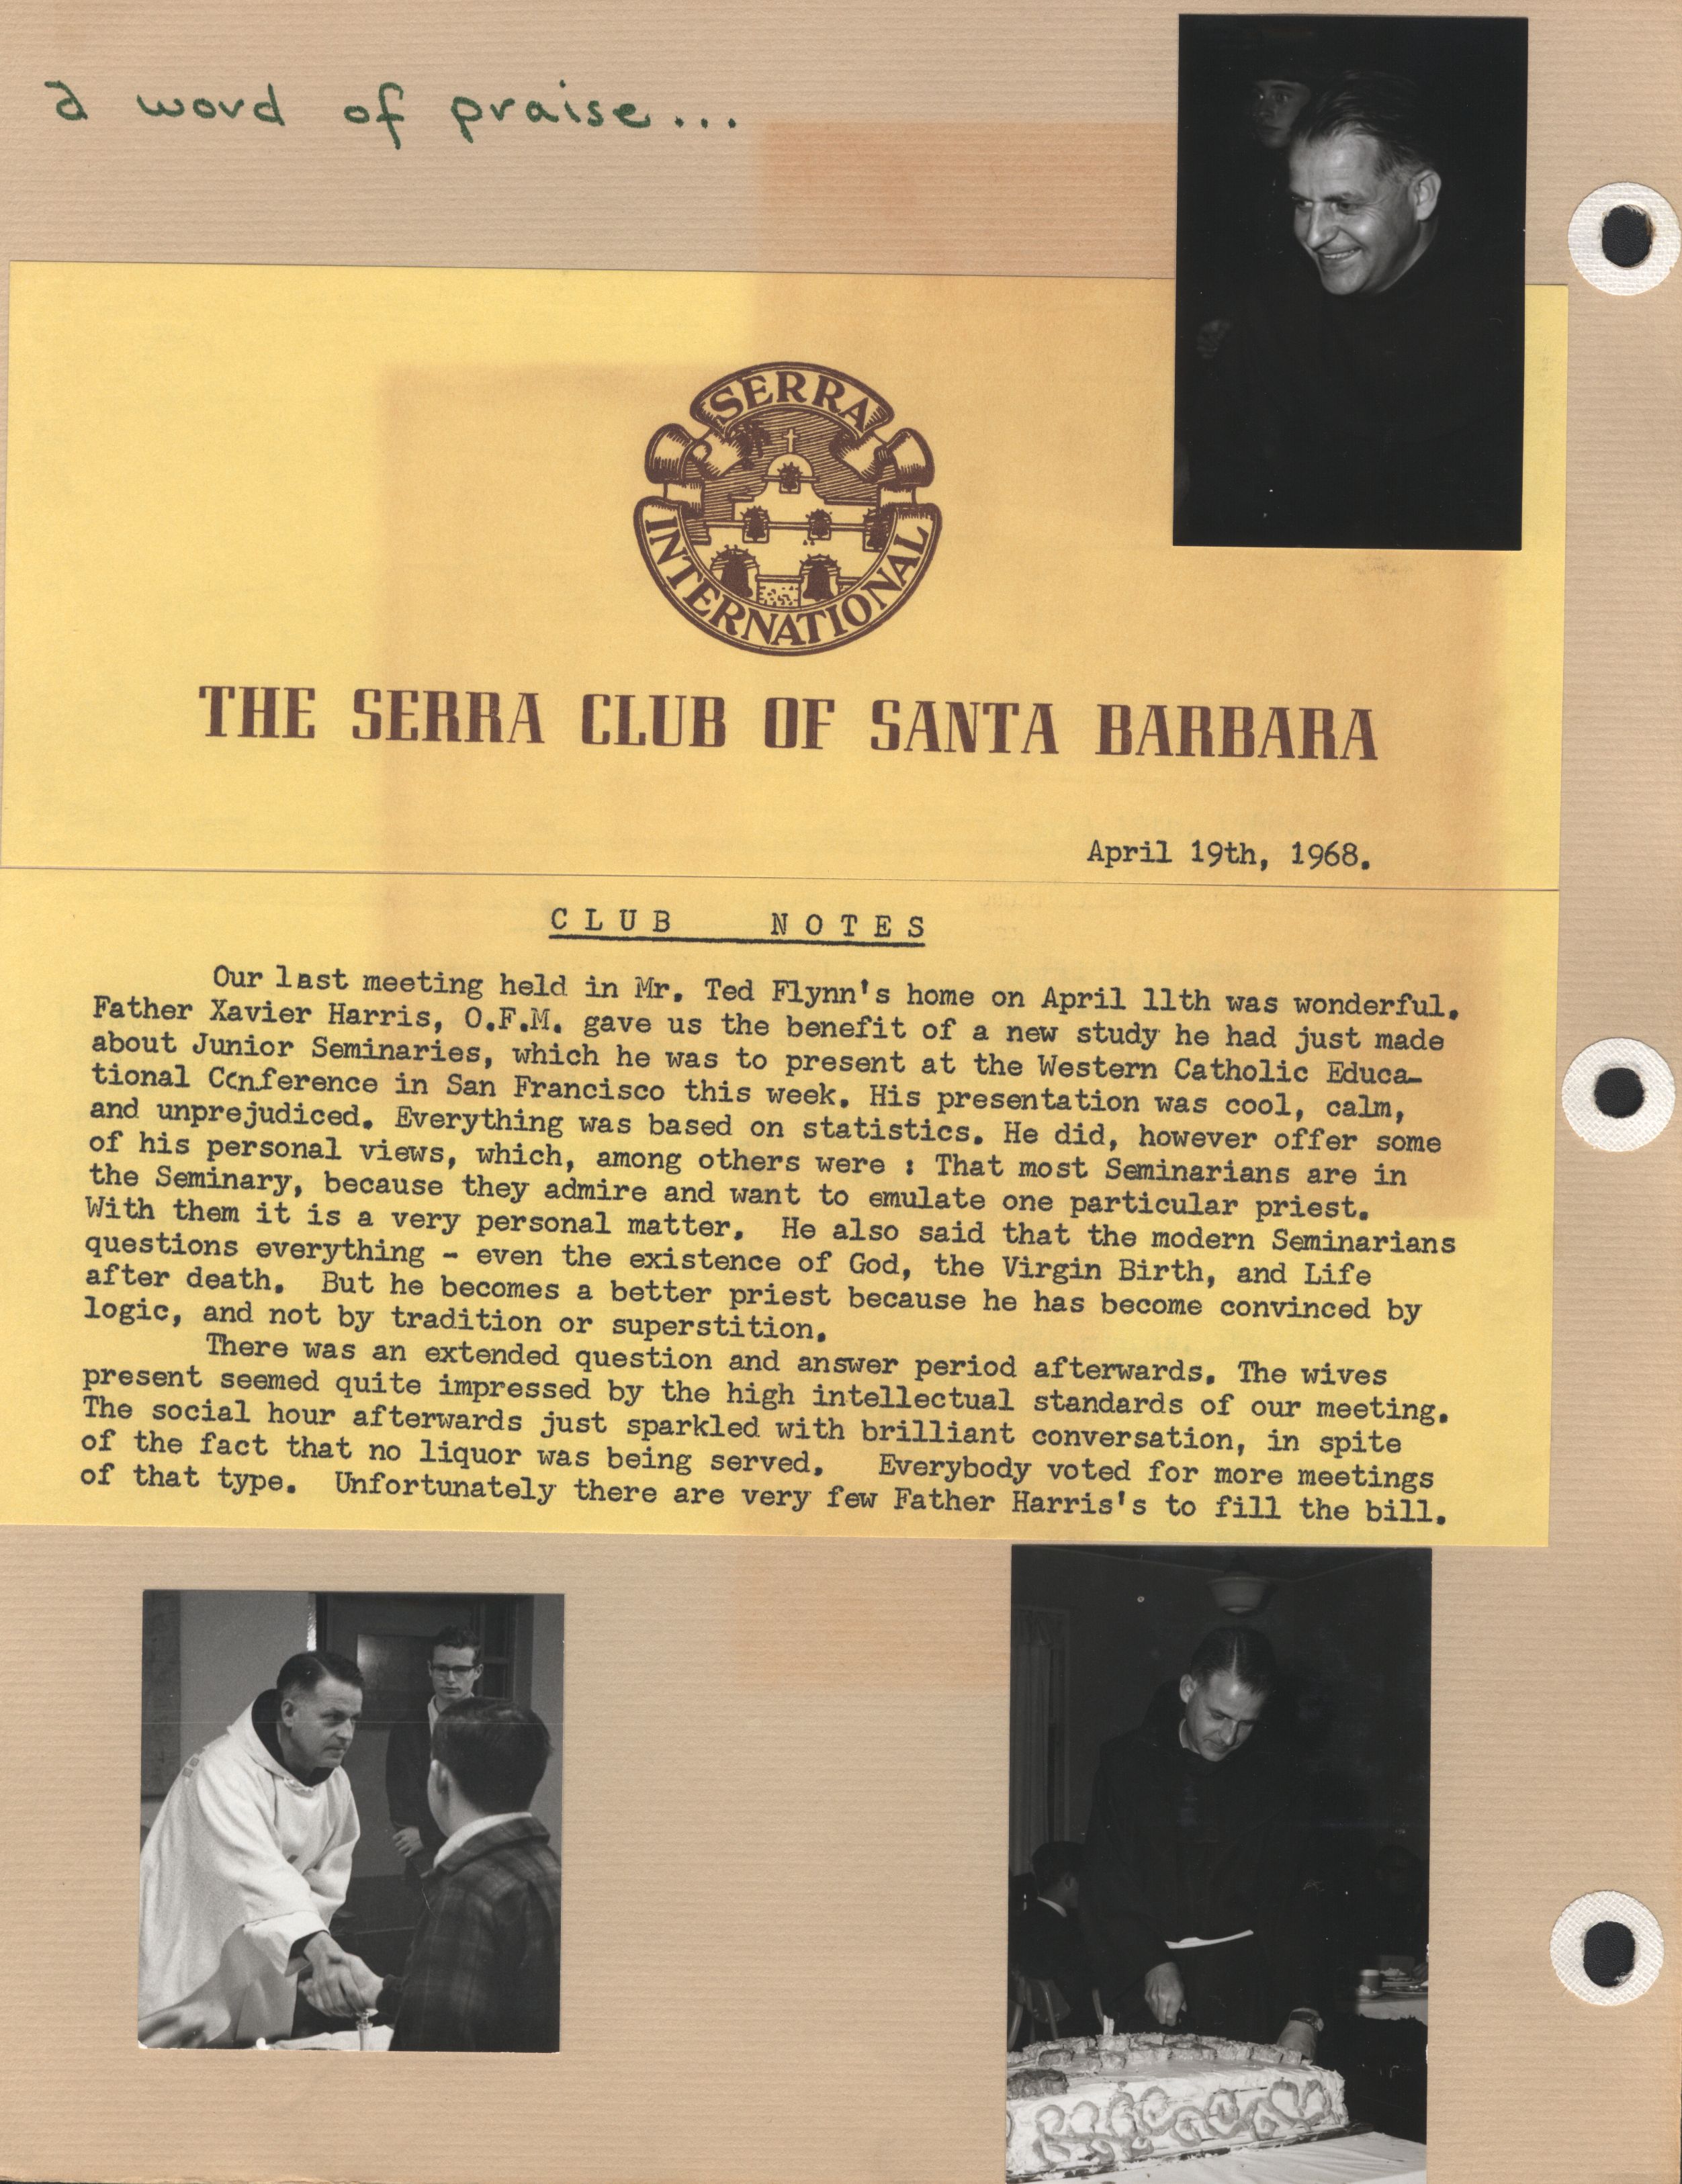 a word of praise...
SERRA
INTERNATIONAL
THE SERRA CLUB OF SANTA BARBARA
April 19th, 1968.
CLUB NOTES
Our last meeting held in Mr. Ted Flynn's home on April 11th was wonderful.
Father Xavier Harris, O.F.M. gave us the benefit of a new study he had just made
about Junior Seminaries, which he was to present at the Western Catholic Educa-
tional Conference in San Francisco this week. His presentation was cool, calm,
and unprejudiced. Everything was based on statistics. He did, however offer some
of his personal views, which, among others were : That most Seminarians are in
the Seminary, because they admire and want to emulate one particular priest.
With them it is a very personal matter. He also said that the modern Seminarians
questions everything - even the existence of God, the Virgin Birth, and Life
after death. But he becomes a better priest because he has become convinced by
logic, and not by tradition or superstition.
There was an extended question and answer period afterwards. The wives
present seemed quite impressed by the high intellectual standards of our meeting.
The social hour afterwards just sparkled with brilliant conversation, in spite
of the fact that no liquor was being served. Everybody voted for more meetings
of that type. Unfortunately there are very few Father Harris's to fill the bill.